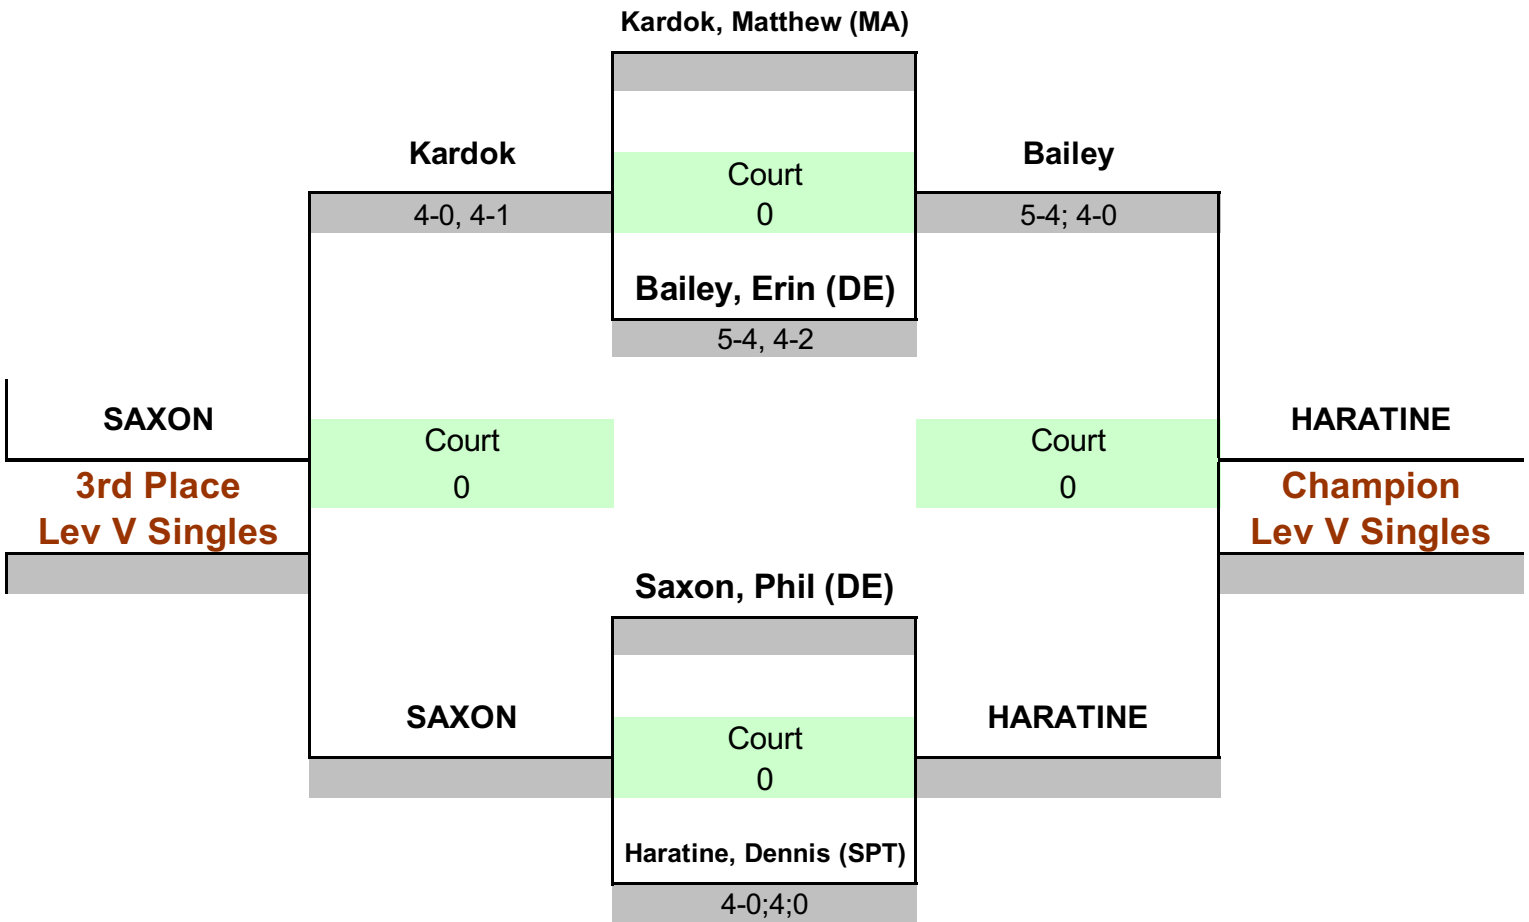 Kardok, Matthew (MA)
Kardok
Court
Bailey
4-0, 4-1
0
5-4; 4-0
Bailey, Erin (DE)
5-4, 4-2
SAXON
Court
Court
HARATINE
3rd Place
0
0
Champion
Lev V Singles
Lev V Singles
Saxon, Phil (DE)
SAXON
Court
HARATINE
0
Haratine, Dennis (SPT)
4-0;4;0